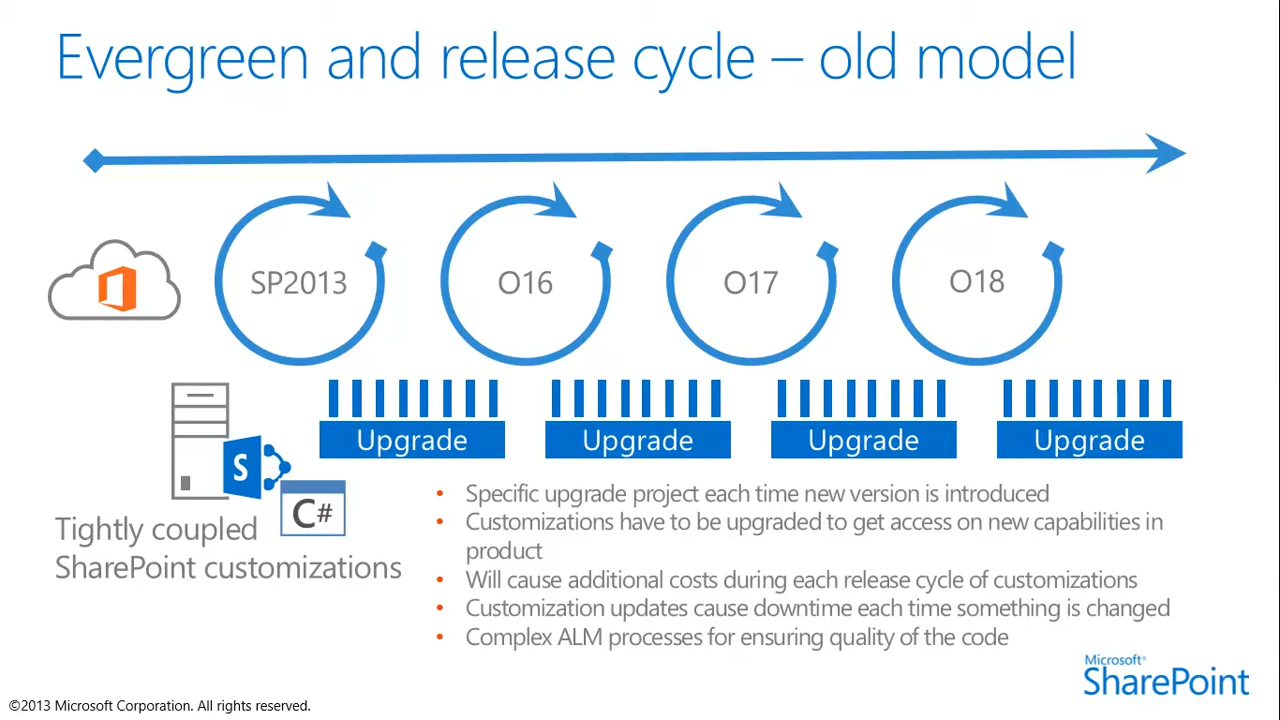 Evergreen and release cycle – old model
SP2013
O16
O17
O18
Upgrade
Upgrade
Upgrade
Upgrade
S
C#
Tightly coupled
SharePoint customizations
• Specific upgrade project each time new version is introduced
• Customizations have to be upgraded to get access on new capabilities in
product
• Will cause additional costs during each release cycle of customizations
• Customization updates cause downtime each time something is changed
• Complex ALM processes for ensuring quality of the code
Microsoft®
SharePoint
©2013 Microsoft Corporation. All rights reserved.